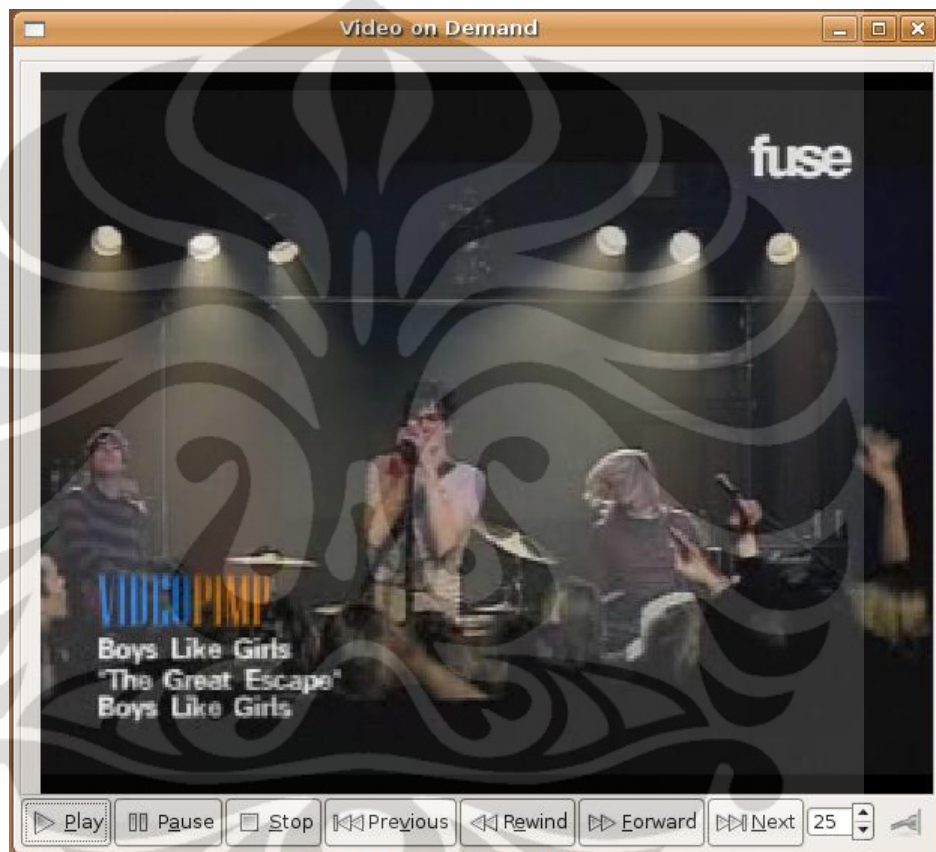 Video on Demand
fuse
VIDEOPIMP
Boys Like Girls
"The Great Escape"
Boys Like Girls
Play Pause Stop Previous Rewind Forward Next 25